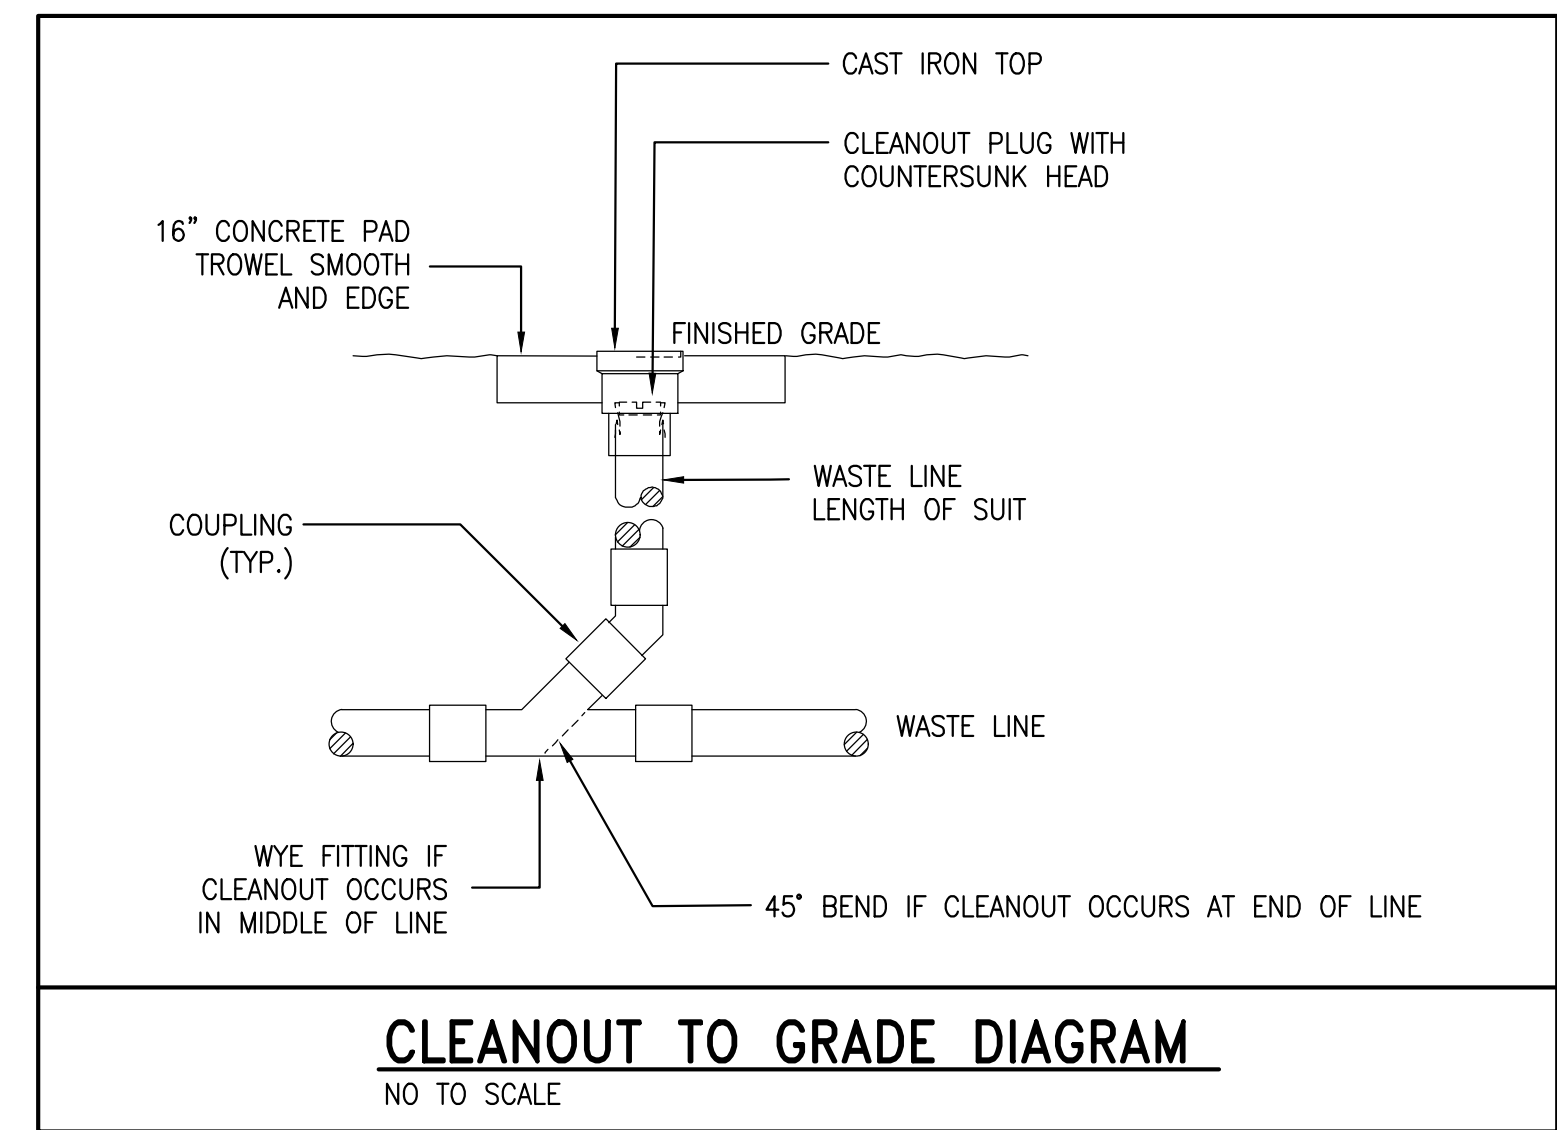 CAST IRON TOP
CLEANOUT PLUG WITH
COUNTERSUNK HEAD
16" CONCRETE PAD
TROWEL SMOOTH
AND EDGE
FINISHED GRADE
WASTE LINE
LENGTH OF SUIT
COUPLING
(TYP.)
WASTE LINE
WYE FITTING IF
CLEANOUT OCCURS
IN MIDDLE OF LINE
45° BEND IF CLEANOUT OCCURS AT END OF LINE
CLEANOUT TO GRADE DIAGRAM
NO TO SCALE